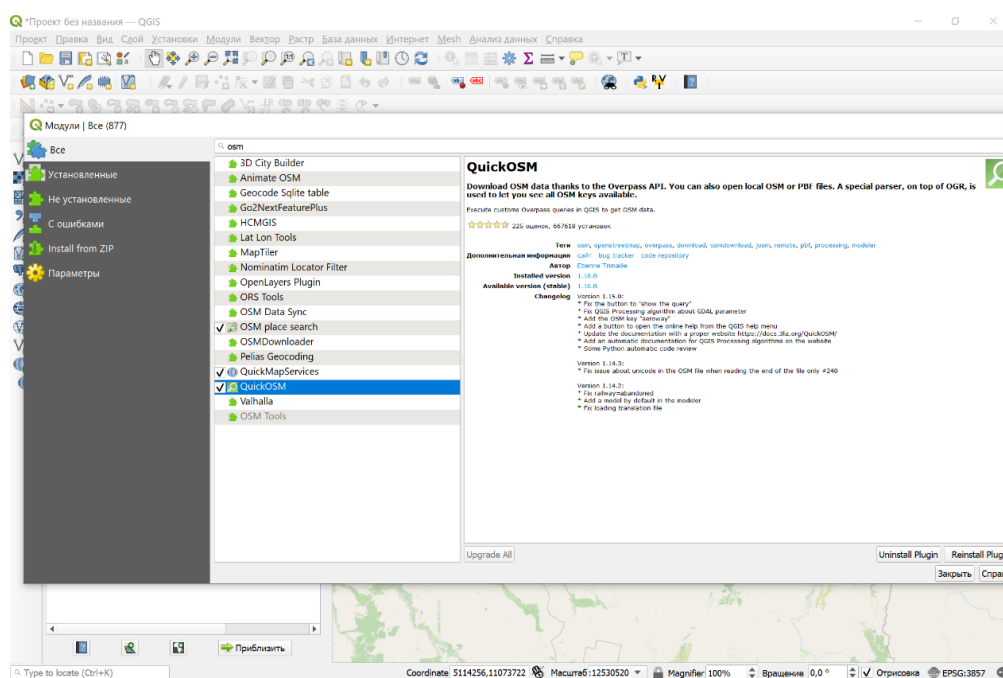 *Проект без названия — QGIS
Проект Правка Вид Слой Установки Модули Вектор Растр База данных Интернет Mesh Анализ данных Справка
Модули | Все (877)
Все
Установленные
Не установленные
С ошибками
Install from ZIP
Параметры
osm
3D City Builder
Animate OSM
Geocode Sqlite table
Go2NextFeaturePlus
HCMGIS
Lat Lon Tools
MapTiler
Nominatim Locator Filter
OpenLayers Plugin
ORS Tools
OSM Data Sync
OSM place search
OSMDownloader
Pelias Geocoding
QuickMapServices
QuickOSM
Valhalla
OSM Tools
QuickOSM
Download OSM data thanks to the Overpass API. You can also open local OSM or PBF files. A special parser, on top of OGR, is
used to let you see all OSM keys available.
Execute customs Overpass queries in QGIS to get OSM data.
225 оценок, 667618 установок
Теги osm, openstreetmap, overpass, download, osmdownload, josm, remote, pbf, processing, modeler
Дополнительная информация сайт bug tracker code repository
Автор Etienne Trimaille
Installed version 1.16.0
Available version (stable) 1.16.0
Changelog Version 1.15.0:
* Fix the button to "show the query"
* Fix QGIS Processing algorithm about GDAL parameter
* Add the OSM key "aeroway"
* Add a button to open the online help from the QGIS help menu
* Update the documentation with a proper website https://docs.3liz.org/QuickOSM/
* Add an automatic documentation for QGIS Processing algorithms on the website
* Some Python automatic code review
Version 1.14.3:
* Fix issue about unicode in the OSM file when reading the end of the file only #240
Version 1.14.2:
* Fix railway=abandoned
* Add a model by default in the modeler
* Fix loading translation file
Upgrade All
Uninstall Plugin
Reinstall Plug
Закрыть
Справ
Приблизить
Type to locate (Ctrl+K)
Coordinate 5114256,11073722 Масштаб :12530520 Magnifier 100% Вращение 0,0 ° Отрисовка EPSG:3857